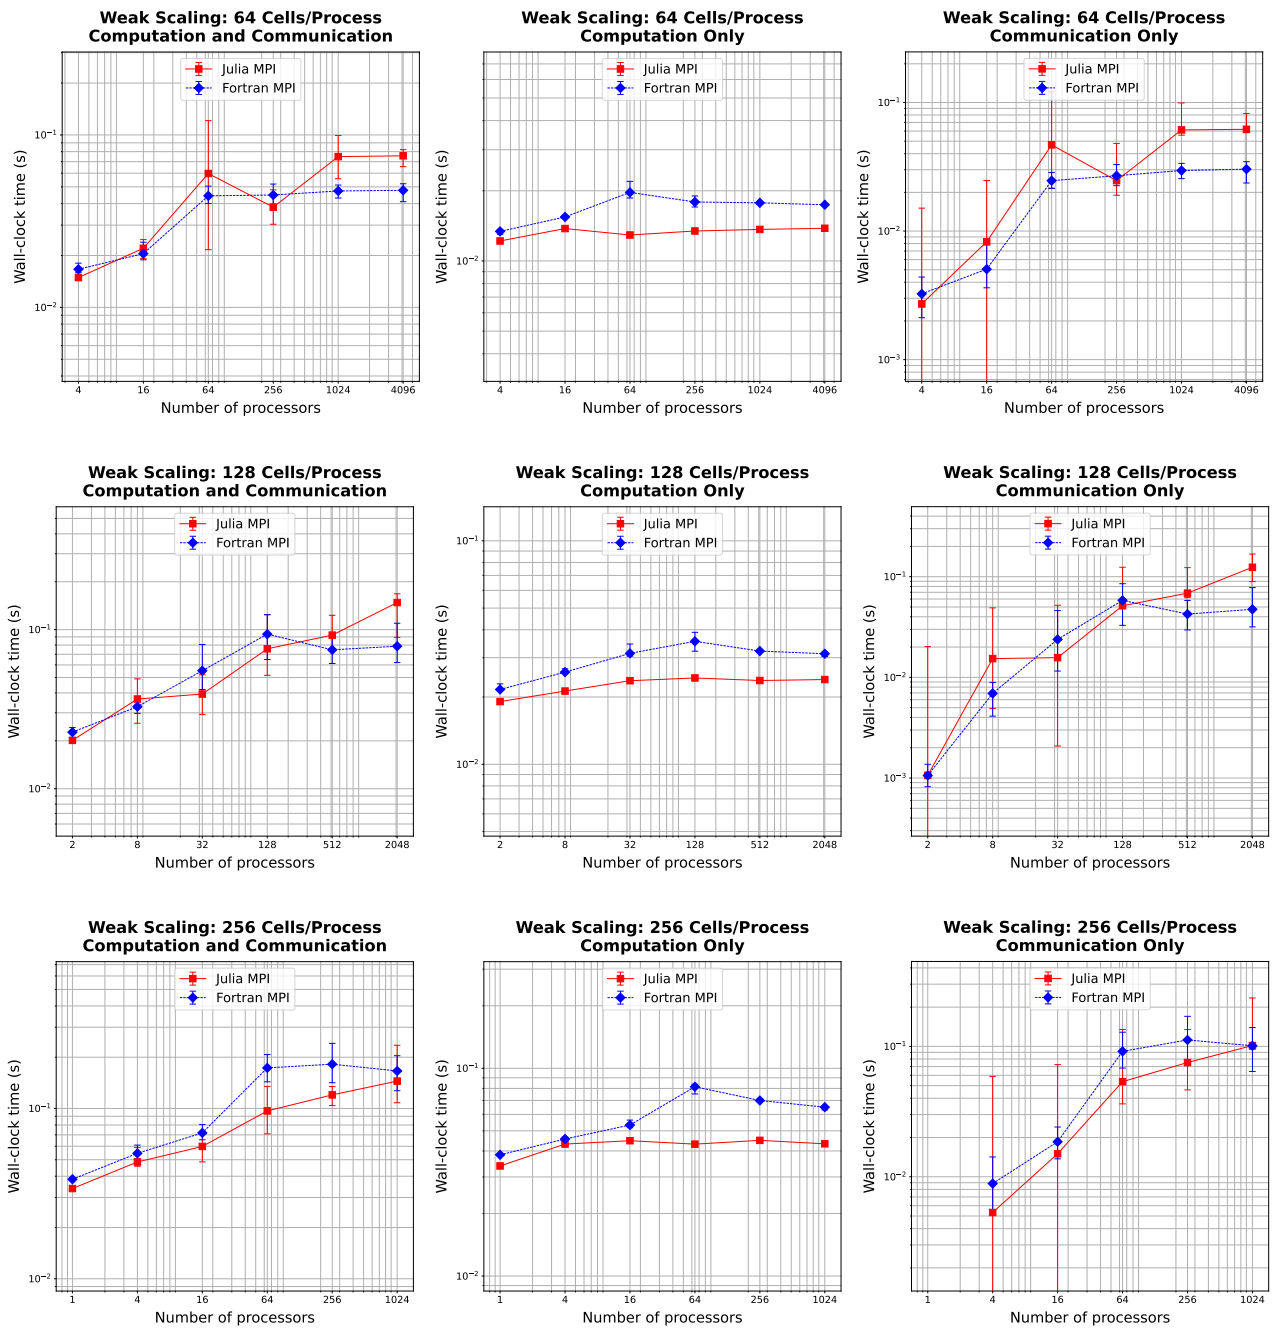 Weak Scaling: 64 Cells/Process
Computation and Communication
Julia MPI
Fortran MPI
Wall-clock time (s)
10⁻¹
10⁻²
4 16 64 256 1024 4096
Number of processors
Weak Scaling: 64 Cells/Process
Computation Only
Julia MPI
Fortran MPI
Wall-clock time (s)
10⁻²
4 16 64 256 1024 4096
Number of processors
Weak Scaling: 64 Cells/Process
Communication Only
Julia MPI
Fortran MPI
Wall-clock time (s)
10⁻¹
10⁻²
10⁻³
4 16 64 256 1024 4096
Number of processors
Weak Scaling: 128 Cells/Process
Computation and Communication
Julia MPI
Fortran MPI
Wall-clock time (s)
10⁻¹
10⁻²
2 8 32 128 512 2048
Number of processors
Weak Scaling: 128 Cells/Process
Computation Only
Julia MPI
Fortran MPI
Wall-clock time (s)
10⁻¹
10⁻²
2 8 32 128 512 2048
Number of processors
Weak Scaling: 128 Cells/Process
Communication Only
Julia MPI
Fortran MPI
Wall-clock time (s)
10⁻¹
10⁻²
10⁻³
2 8 32 128 512 2048
Number of processors
Weak Scaling: 256 Cells/Process
Computation and Communication
Julia MPI
Fortran MPI
Wall-clock time (s)
10⁻¹
10⁻²
1 4 16 64 256 1024
Number of processors
Weak Scaling: 256 Cells/Process
Computation Only
Julia MPI
Fortran MPI
Wall-clock time (s)
10⁻¹
10⁻²
1 4 16 64 256 1024
Number of processors
Weak Scaling: 256 Cells/Process
Communication Only
Julia MPI
Fortran MPI
Wall-clock time (s)
10⁻¹
10⁻²
1 4 16 64 256 1024
Number of processors